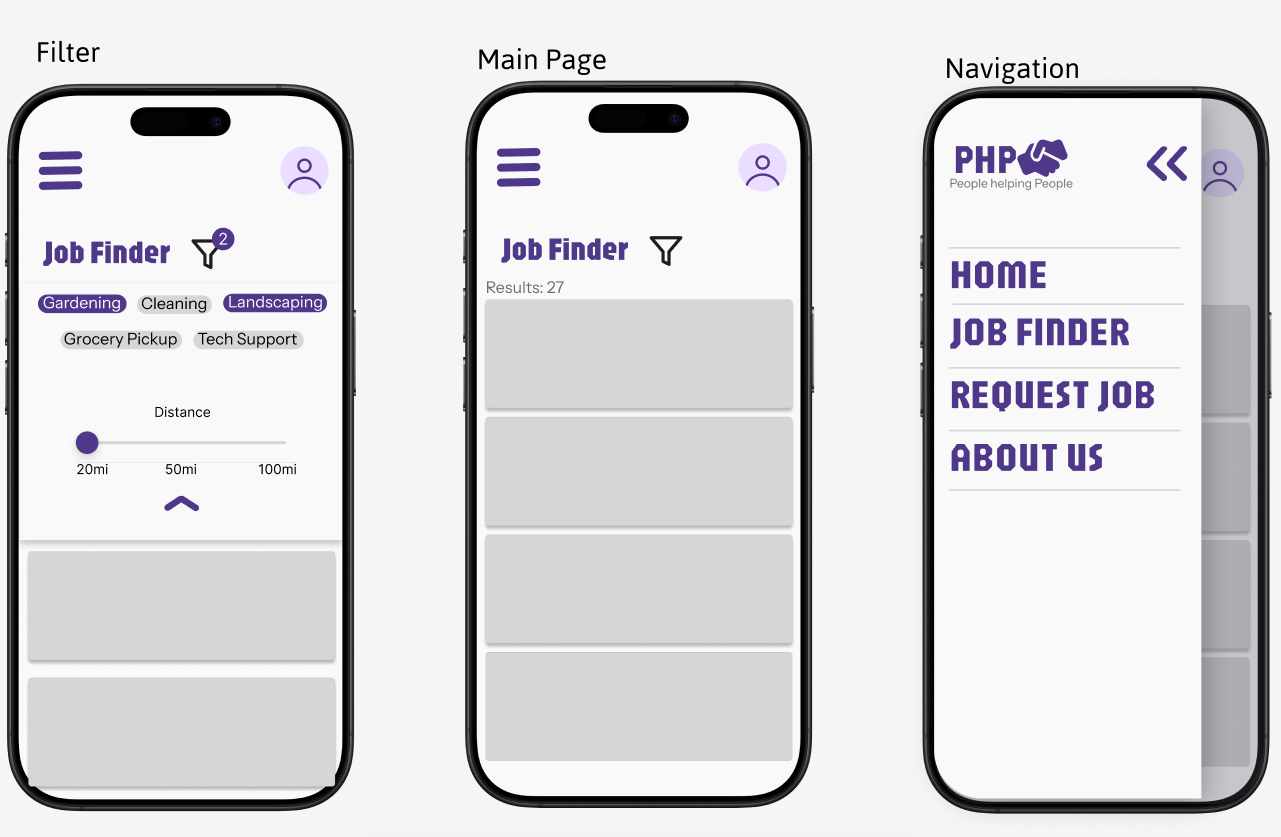 Filter
Job Finder 2
Gardening Cleaning Landscaping
Grocery Pickup Tech Support
Distance
20mi 50mi 100mi
Main Page
Job Finder
Results: 27
Navigation
PHP
People helping People
HOME
JOB FINDER
REQUEST JOB
ABOUT US